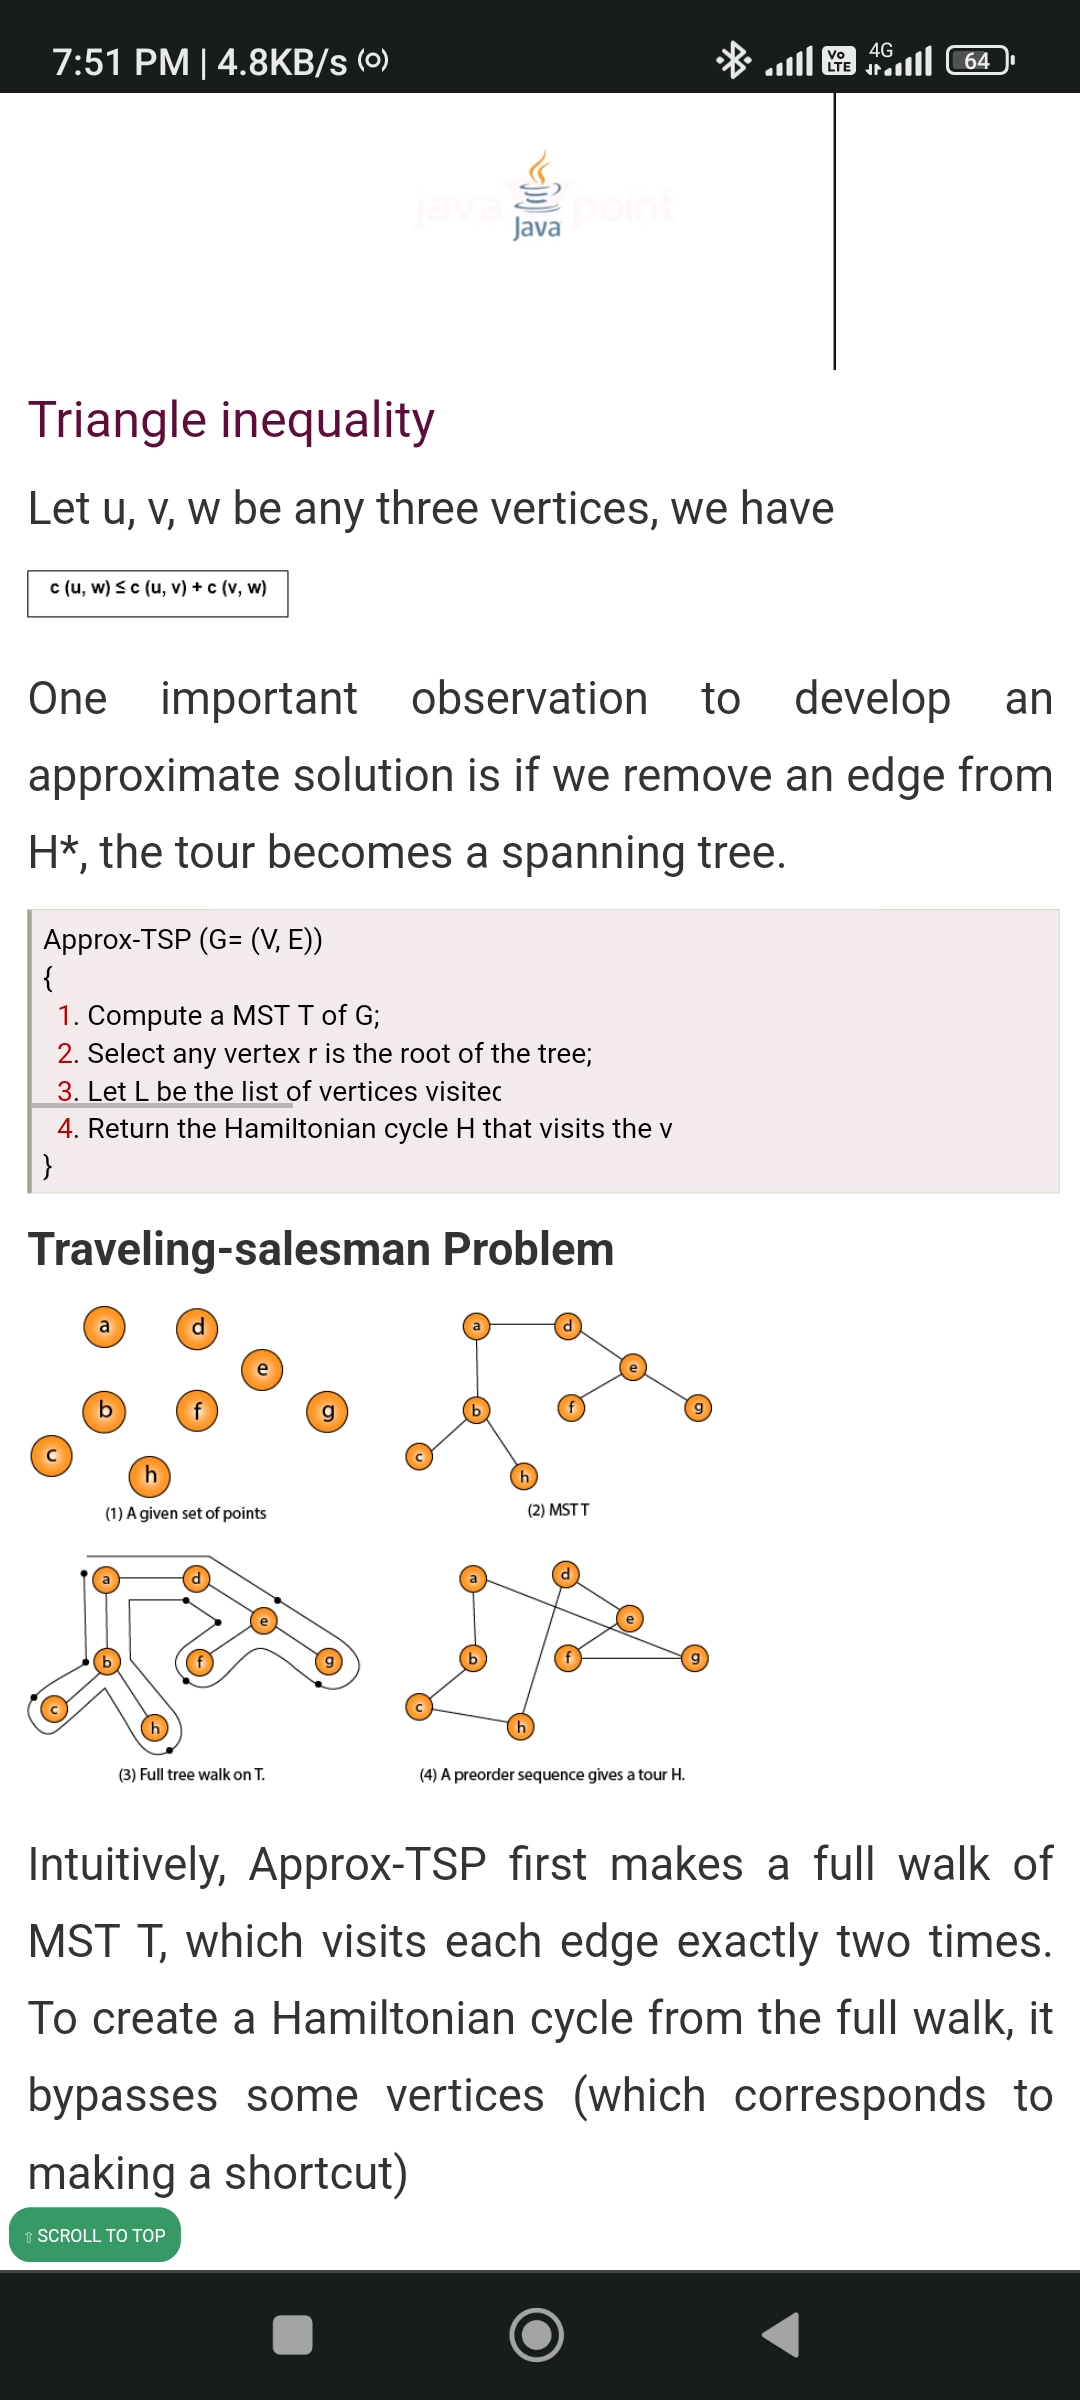 7:51 PM | 4.8KB/s
Vo LTE 4G 64
java point
Java
Triangle inequality
Let u, v, w be any three vertices, we have
c (u, w) ≤ c (u, v) + c (v, w)
One important observation to develop an
approximate solution is if we remove an edge from
H*, the tour becomes a spanning tree.
Approx-TSP (G= (V, E))
{
1. Compute a MST T of G;
2. Select any vertex r is the root of the tree;
3. Let L be the list of vertices visited
4. Return the Hamiltonian cycle H that visits the v
}
Traveling-salesman Problem
a d e b f g c h
(1) A given set of points
a d e b f g c h
(2) MST T
a d e b f g c h
(3) Full tree walk on T.
a d e b f g c h
(4) A preorder sequence gives a tour H.
Intuitively, Approx-TSP first makes a full walk of
MST T, which visits each edge exactly two times.
To create a Hamiltonian cycle from the full walk, it
bypasses some vertices (which corresponds to
making a shortcut)
⇧ SCROLL TO TOP